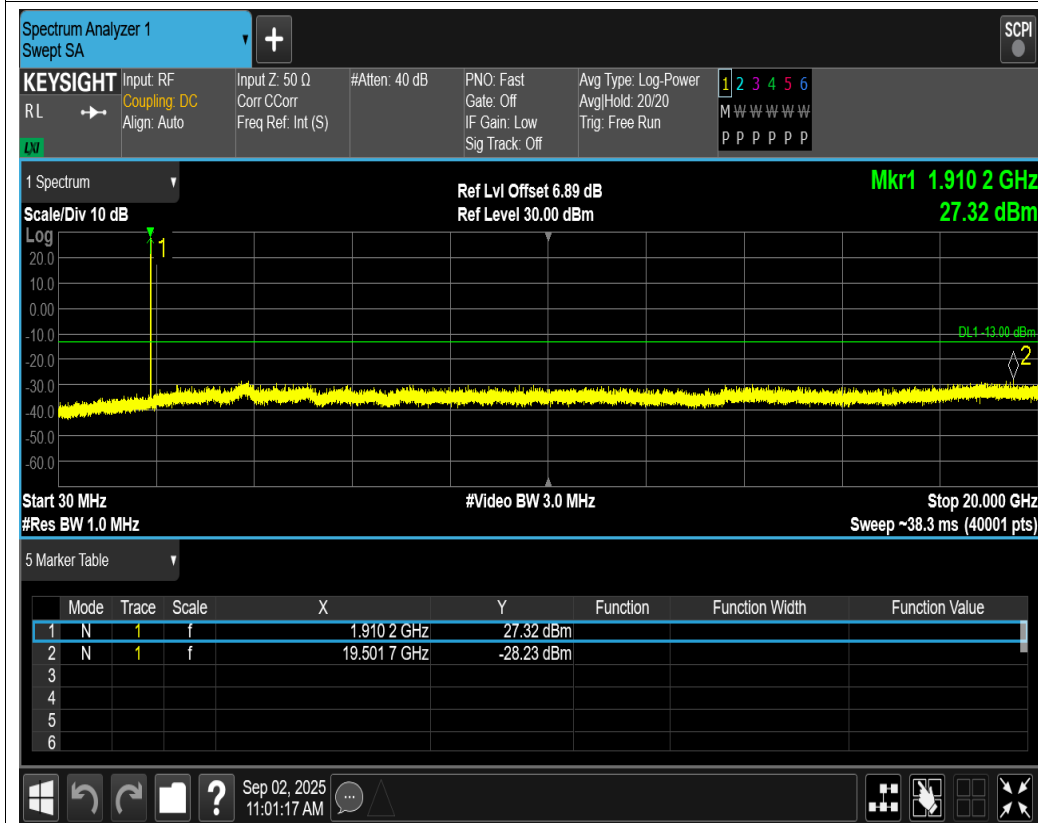 Spectrum Analyzer 1
Swept SA
+
SCPI
KEYSIGHT
RL
LXI
Input: RF
Coupling: DC
Align: Auto
Input Z: 50 Ω
Corr CCorr
Freq Ref: Int (S)
#Atten: 40 dB
PNO: Fast
Gate: Off
IF Gain: Low
Sig Track: Off
Avg Type: Log-Power
Avg|Hold: 20/20
Trig: Free Run
1 2 3 4 5 6
M W W W W W
P P P P P P
1 Spectrum
Scale/Div 10 dB
Ref Lvl Offset 6.89 dB
Ref Level 30.00 dBm
Mkr1 1.910 2 GHz
27.32 dBm
Log
1
20.0
10.0
0.00
-10.0
DL1 -13.00 dBm
2
-20.0
-30.0
-40.0
-50.0
-60.0
Start 30 MHz
#Video BW 3.0 MHz
Stop 20.000 GHz
#Res BW 1.0 MHz
Sweep ~38.3 ms (40001 pts)
5 Marker Table
Mode Trace Scale X Y Function Function Width Function Value
1 N 1 f 1.910 2 GHz 27.32 dBm
2 N 1 f 19.501 7 GHz -28.23 dBm
3
4
5
6
?
Sep 02, 2025
11:01:17 AM